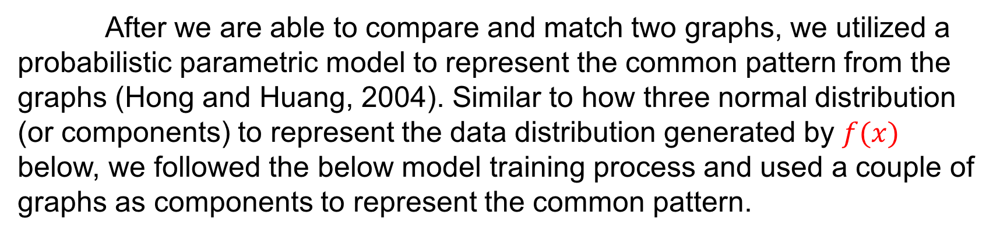 After we are able to compare and match two graphs, we utilized a
probabilistic parametric model to represent the common pattern from the
graphs (Hong and Huang, 2004). Similar to how three normal distribution
(or components) to represent the data distribution generated by f(x)
below, we followed the below model training process and used a couple of
graphs as components to represent the common pattern.